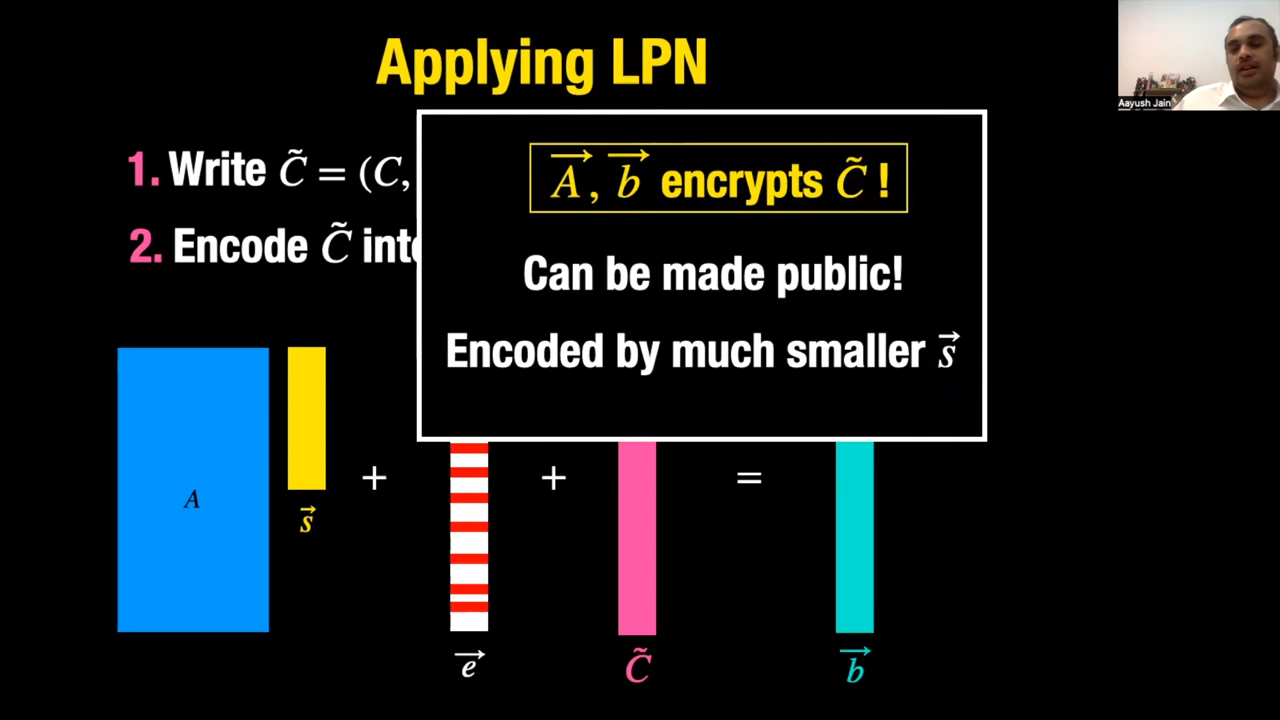 Applying LPN
Aayush Jain
1. Write C̃ = (C,
2. Encode C̃ into
A⃗, b⃗ encrypts C̃ !
Can be made public!
Encoded by much smaller s⃗
A
s⃗
+
e⃗
+
C̃
=
b⃗